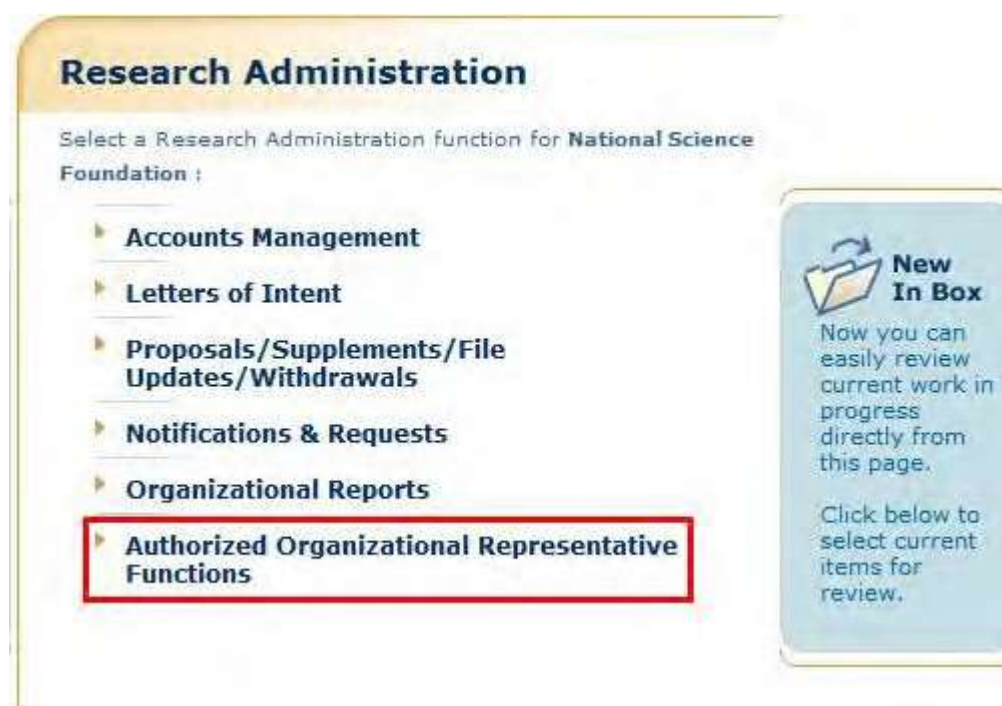 Research Administration
Select a Research Administration function for National Science
Foundation :
Accounts Management
Letters of Intent
Proposals/Supplements/File
Updates/Withdrawals
Notifications & Requests
Organizational Reports
Authorized Organizational Representative
Functions
New
In Box
Now you can
easily review
current work in
progress
directly from
this page.
Click below to
select current
items for
review.